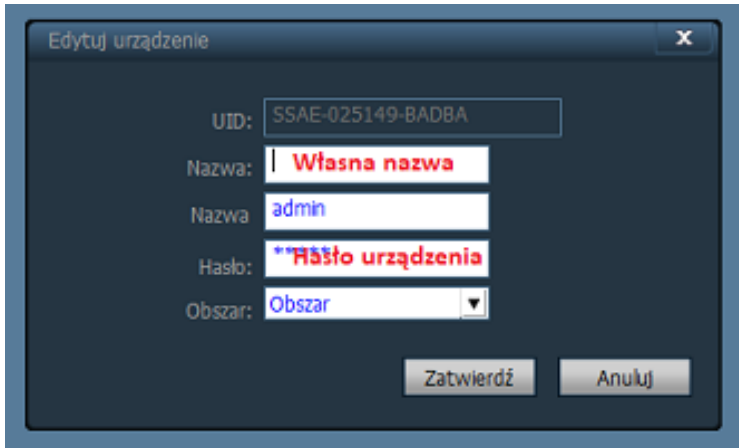 Edytuj urządzenie x
UID: SSAE-025149-BADBA
Nazwa: Własna nazwa
Nazwa admin
Hasło: ***** Hasło urządzenia
Obszar: Obszar
Zatwierdź Anuluj